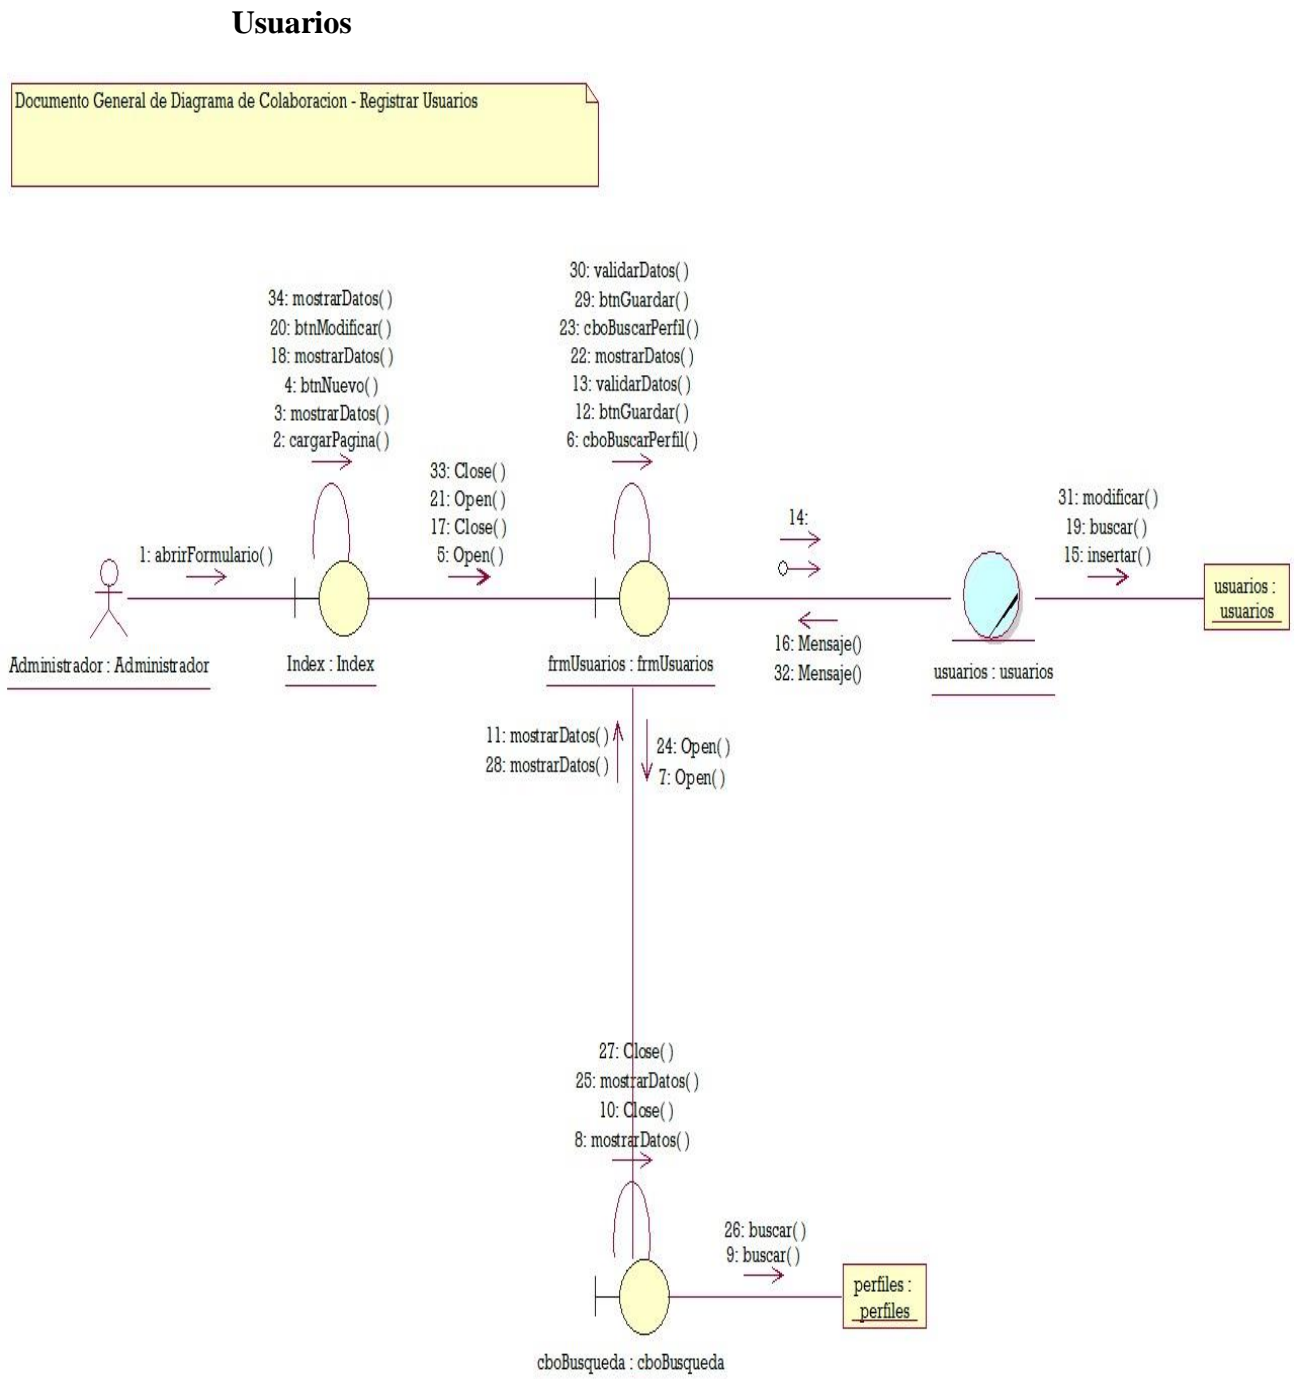 Usuarios
Documento General de Diagrama de Colaboracion - Registrar Usuarios
34: mostrarDatos( )
20: btnModificar( )
18: mostrarDatos( )
4: btnNuevo( )
3: mostrarDatos( )
2: cargarPagina( )
30: validarDatos( )
29: btnGuardar( )
23: cboBuscarPerfil( )
22: mostrarDatos( )
13: validarDatos( )
12: btnGuardar( )
6: cboBuscarPerfil( )
33: Close( )
21: Open( )
17: Close( )
5: Open( )
1: abrirFormulario( )
14:
31: modificar( )
19: buscar( )
15: insertar( )
usuarios :
usuarios
16: Mensaje()
32: Mensaje()
Administrador : Administrador
Index : Index
frmUsuarios : frmUsuarios
usuarios : usuarios
11: mostrarDatos( )
28: mostrarDatos( )
24: Open( )
7: Open( )
27: Close( )
25: mostrarDatos( )
10: Close( )
8: mostrarDatos( )
26: buscar( )
9: buscar( )
perfiles :
perfiles
cboBusqueda : cboBusqueda